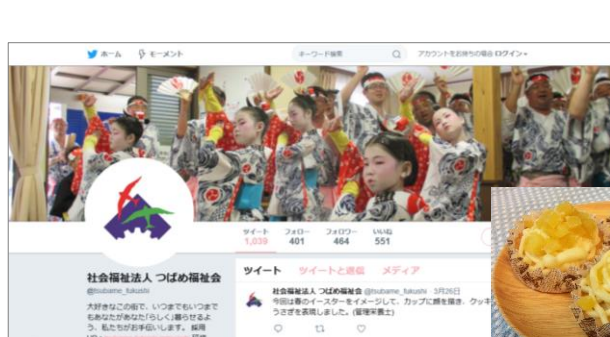 ホーム モーメント キーワード検索 アカウントをお持ちの場合 ログイン
ツイート フォロー フォロワー いいね
1,039 401 464 551
社会福祉法人 つばめ福祉会
@tsubame_fukushi
大好きなこの街で、いつまでもいつまで
もあなたがあなた「らしく」暮らせるよ
う、私たちがお手伝いします。 採用
ツイート ツイートと返信 メディア
社会福祉法人 つばめ福祉会 @tsubame_fukushi · 3月26日
今回は春のイースターをイメージして、カップに顔を描き、クッキ
うさぎを表現しました。(管理栄養士)